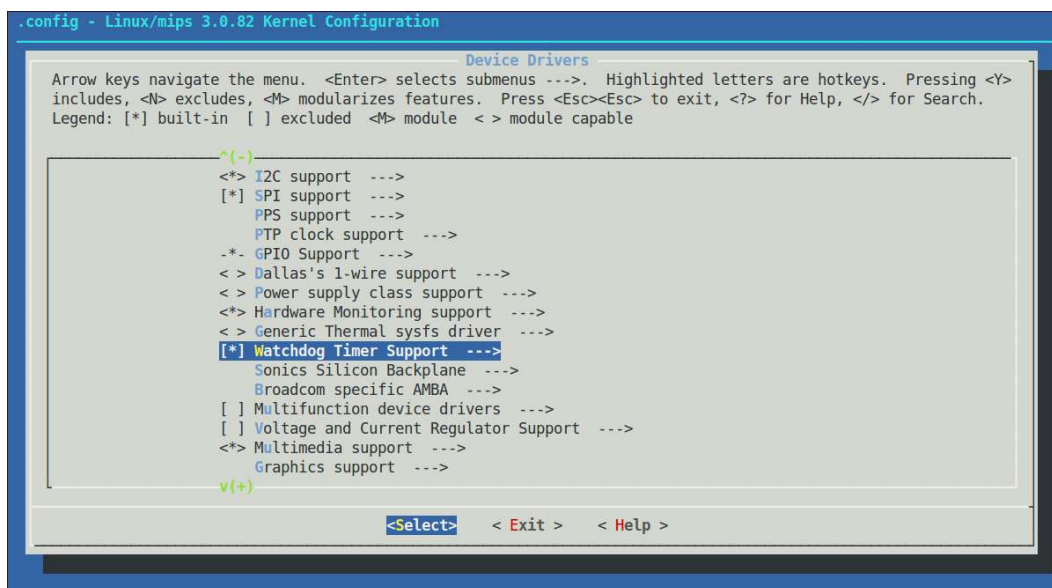 .config - Linux/mips 3.0.82 Kernel Configuration
Device Drivers
Arrow keys navigate the menu.  <Enter> selects submenus --->.  Highlighted letters are hotkeys.  Pressing <Y>
includes, <N> excludes, <M> modularizes features.  Press <Esc><Esc> to exit, <?> for Help, </> for Search.
Legend: [*] built-in  [ ] excluded  <M> module  < > module capable
^(-)
<*> I2C support  --->
[*] SPI support  --->
PPS support  --->
PTP clock support  --->
-*- GPIO Support  --->
< > Dallas's 1-wire support  --->
< > Power supply class support  --->
<*> Hardware Monitoring support  --->
< > Generic Thermal sysfs driver  --->
[*] Watchdog Timer Support  --->
Sonics Silicon Backplane  --->
Broadcom specific AMBA  --->
[ ] Multifunction device drivers  --->
[ ] Voltage and Current Regulator Support  --->
<*> Multimedia support  --->
Graphics support  --->
v(+)
<Select>    < Exit >    < Help >